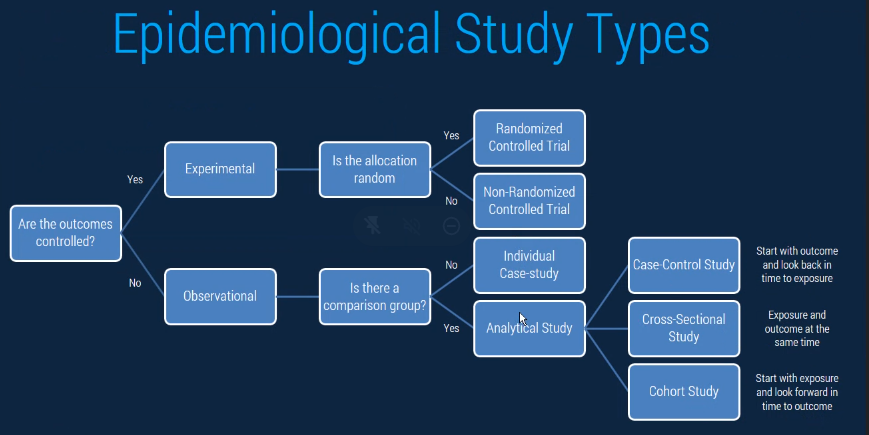 Epidemiological Study Types
Are the outcomes
controlled?
Yes
No
Experimental
Observational
Is the allocation
random
Is there a
comparison group?
Yes
No
No
Yes
Randomized
Controlled Trial
Non-Randomized
Controlled Trial
Individual
Case-study
Analytical Study
Case-Control Study
Start with outcome
and look back in
time to exposure
Cross-Sectional
Study
Exposure and
outcome at the
same time
Cohort Study
Start with exposure
and look forward in
time to outcome